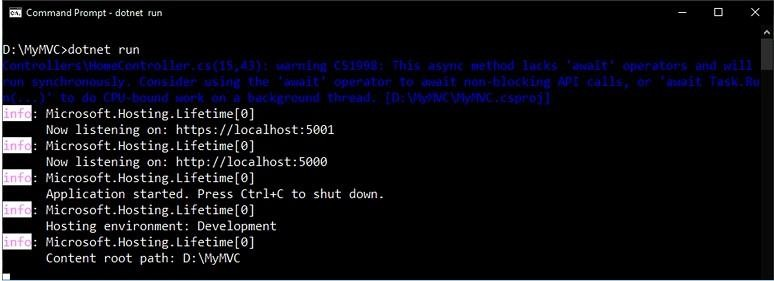 Command Prompt - dotnet run
D:\MyMVC>dotnet run
Controllers\HomeController.cs(15,43): warning CS1998: This async method lacks 'await' operators and will
run synchronously. Consider using the 'await' operator to await non-blocking API calls, or 'await Task.Ru
n(...)' to do CPU-bound work on a background thread. [D:\MyMVC\MyMVC.csproj]
info: Microsoft.Hosting.Lifetime[0]
Now listening on: https://localhost:5001
info: Microsoft.Hosting.Lifetime[0]
Now listening on: http://localhost:5000
info: Microsoft.Hosting.Lifetime[0]
Application started. Press Ctrl+C to shut down.
info: Microsoft.Hosting.Lifetime[0]
Hosting environment: Development
info: Microsoft.Hosting.Lifetime[0]
Content root path: D:\MyMVC